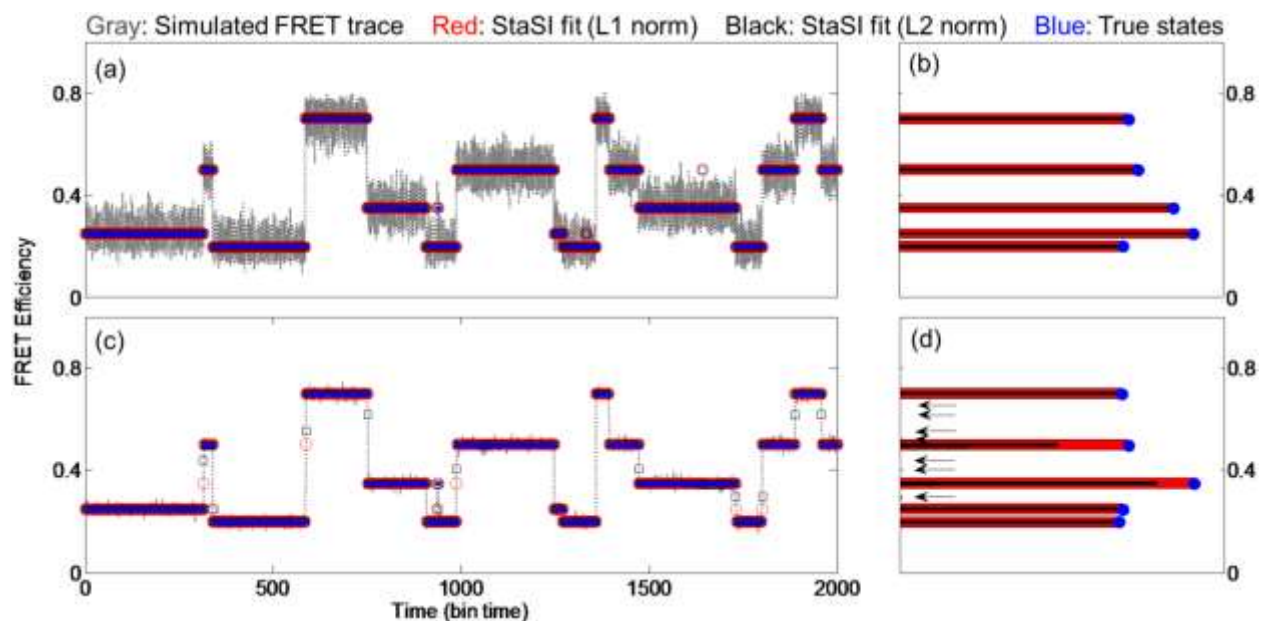 Gray: Simulated FRET trace Red: StaSI fit (L1 norm) Black: StaSI fit (L2 norm) Blue: True states
(a) (b)
0.8 0.8
0.4 0.4
0 0
FRET Efficiency
(c) (d)
0.8 0.8
0.4 0.4
0 0
0 500 1000 1500 2000
Time (bin time)